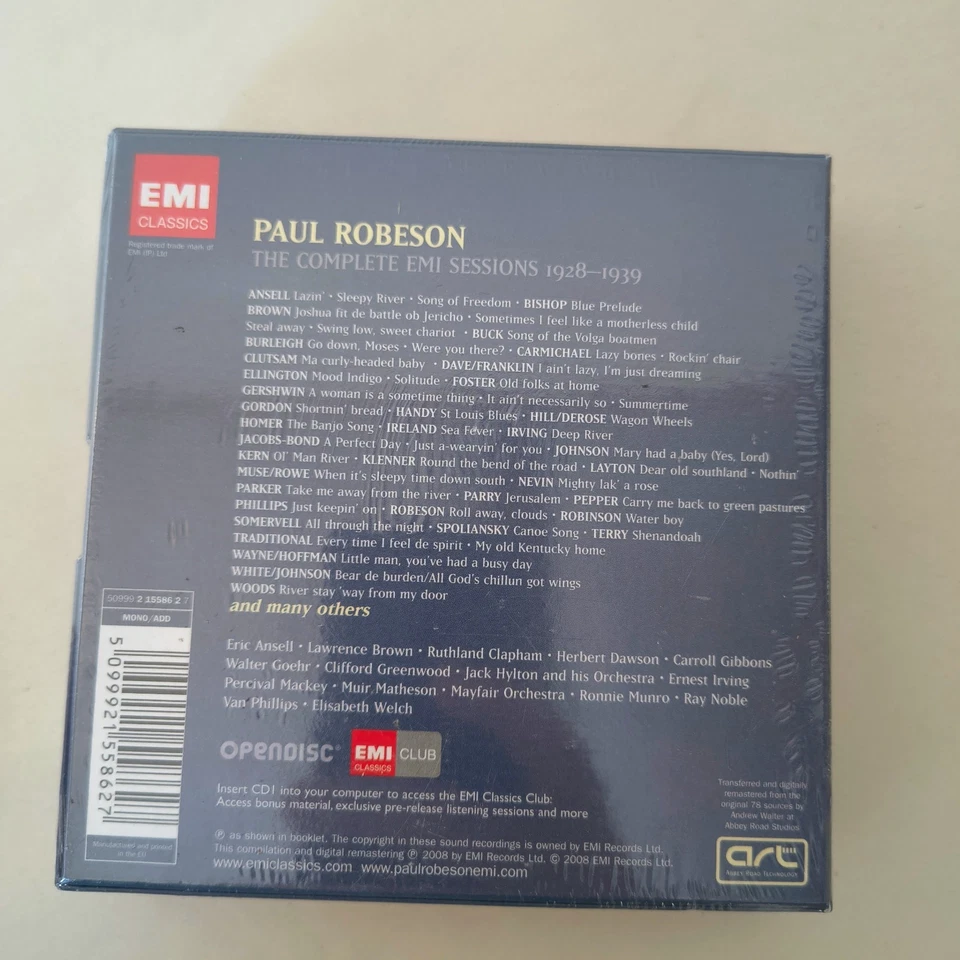 EMI
CLASSICS
Registered trade mark of
EMI (IP) Ltd
PAUL ROBESON
THE COMPLETE EMI SESSIONS 1928–1939
ANSELL Lazin' • Sleepy River • Song of Freedom • BISHOP Blue Prelude
BROWN Joshua fit de battle ob Jericho • Sometimes I feel like a motherless child
Steal away • Swing low, sweet chariot • BUCK Song of the Volga boatmen
BURLEIGH Go down, Moses • Were you there? • CARMICHAEL Lazy bones • Rockin' chair
CLUTSAM Ma curly-headed baby • DAVE/FRANKLIN I ain't lazy, I'm just dreaming
ELLINGTON Mood Indigo • Solitude • FOSTER Old folks at home
GERSHWIN A woman is a sometime thing • It ain't necessarily so • Summertime
GORDON Shortnin' bread • HANDY St Louis Blues • HILL/DEROSE Wagon Wheels
HOMER The Banjo Song • IRELAND Sea Fever • IRVING Deep River
JACOBS-BOND A Perfect Day • Just a-wearyin' for you • JOHNSON Mary had a baby (Yes, Lord)
KERN Ol' Man River • KLENNER Round the bend of the road • LAYTON Dear old southland • Nothin'
MUSE/ROWE When it's sleepy time down south • NEVIN Mighty lak' a rose
PARKER Take me away from the river • PARRY Jerusalem • PEPPER Carry me back to green pastures
PHILLIPS Just keepin' on • ROBESON Roll away, clouds • ROBINSON Water boy
SOMERVELL All through the night • SPOLIANSKY Canoe Song • TERRY Shenandoah
TRADITIONAL Every time I feel de spirit • My old Kentucky home
WAYNE/HOFFMAN Little man, you've had a busy day
WHITE/JOHNSON Bear de burden/All God's chillun got wings
WOODS River stay 'way from my door
and many others
Eric Ansell • Lawrence Brown • Ruthland Clapham • Herbert Dawson • Carroll Gibbons
Walter Goehr • Clifford Greenwood • Jack Hylton and his Orchestra • Ernest Irving
Percival Mackey • Muir Matheson • Mayfair Orchestra • Ronnie Munro • Ray Noble
Van Phillips • Elisabeth Welch
OPENDISC
EMI
CLASSICS
CLUB
Insert CD1 into your computer to access the EMI Classics Club:
Access bonus material, exclusive pre-release listening sessions and more
℗ as shown in booklet. The copyright in these sound recordings is owned by EMI Records Ltd.
This compilation and digital remastering ℗ 2008 by EMI Records Ltd. © 2008 EMI Records Ltd.
www.emiclassics.com www.paulrobesonemi.com
50999 2 15586 2 7
MONO/ADD
5 099921 558627
Manufactured and printed
in the EU
Transferred and digitally
remastered from the
original 78 sources by
Andrew Walter at
Abbey Road Studios
art
ABBEY ROAD TECHNOLOGY